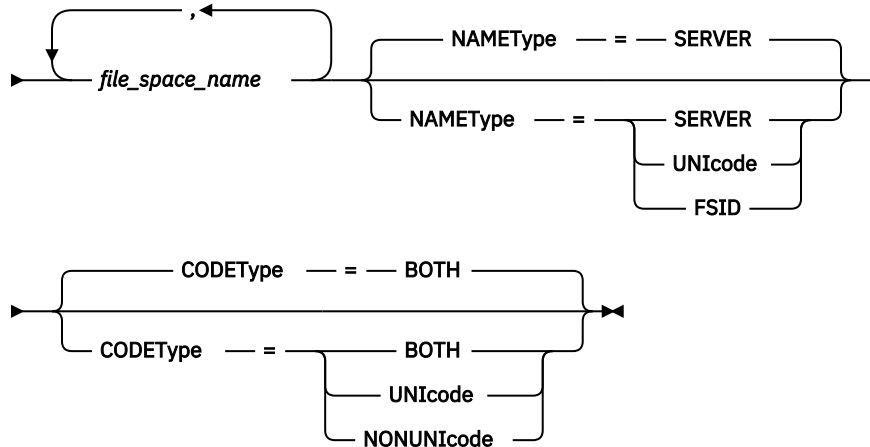 ,
NAMEType = SERVER
file_space_name
NAMEType = SERVER
UNIcode
FSID
CODEType = BOTH
CODEType = BOTH
UNIcode
NONUNIcode